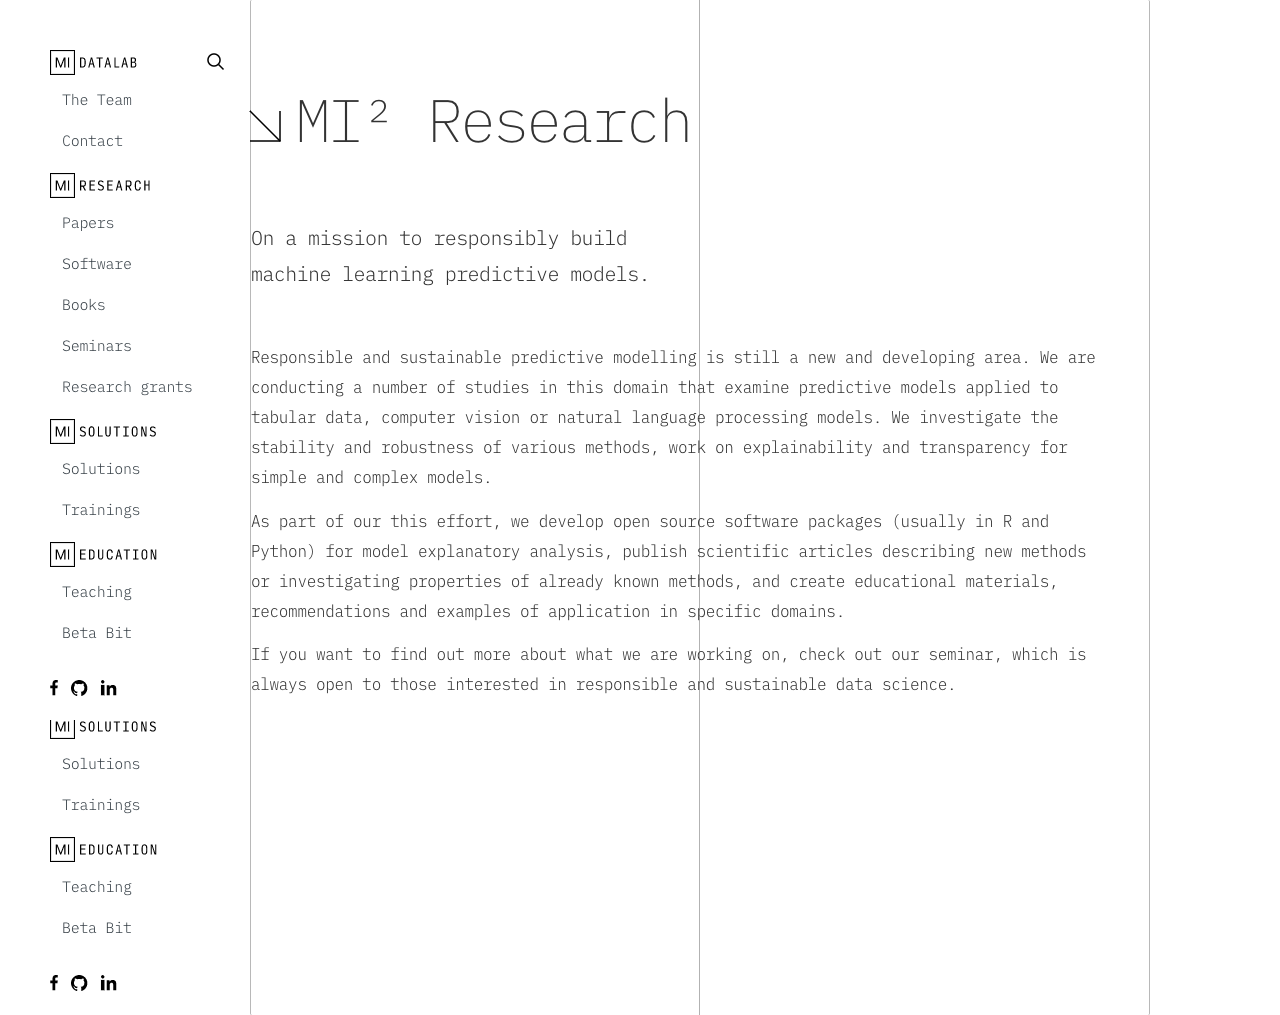 MI DATALAB
The Team
Contact
MI RESEARCH
Papers
Software
Books
Seminars
Research grants
MI SOLUTIONS
Solutions
Trainings
MI EDUCATION
Teaching
Beta Bit
MI SOLUTIONS
Solutions
Trainings
MI EDUCATION
Teaching
Beta Bit
MI² Research
On a mission to responsibly build
machine learning predictive models.
Responsible and sustainable predictive modelling is still a new and developing area. We are
conducting a number of studies in this domain that examine predictive models applied to
tabular data, computer vision or natural language processing models. We investigate the
stability and robustness of various methods, work on explainability and transparency for
simple and complex models.
As part of our this effort, we develop open source software packages (usually in R and
Python) for model explanatory analysis, publish scientific articles describing new methods
or investigating properties of already known methods, and create educational materials,
recommendations and examples of application in specific domains.
If you want to find out more about what we are working on, check out our seminar, which is
always open to those interested in responsible and sustainable data science.